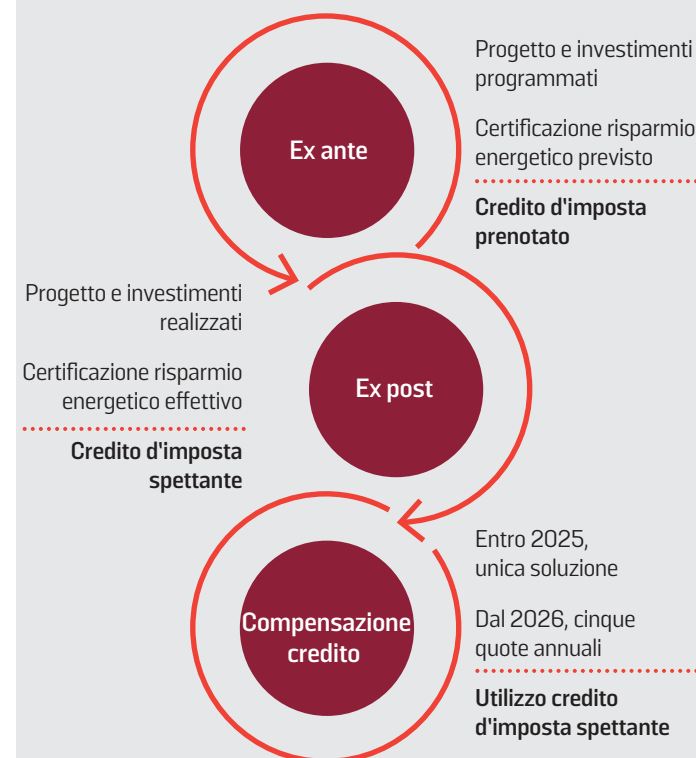 Ex ante
Progetto e investimenti
programmati
Certificazione risparmio
energetico previsto
Credito d'imposta
prenotato
Progetto e investimenti
realizzati
Certificazione risparmio
energetico effettivo
Credito d'imposta
spettante
Ex post
Compensazione
credito
Entro 2025,
unica soluzione
Dal 2026, cinque
quote annuali
Utilizzo credito
d'imposta spettante